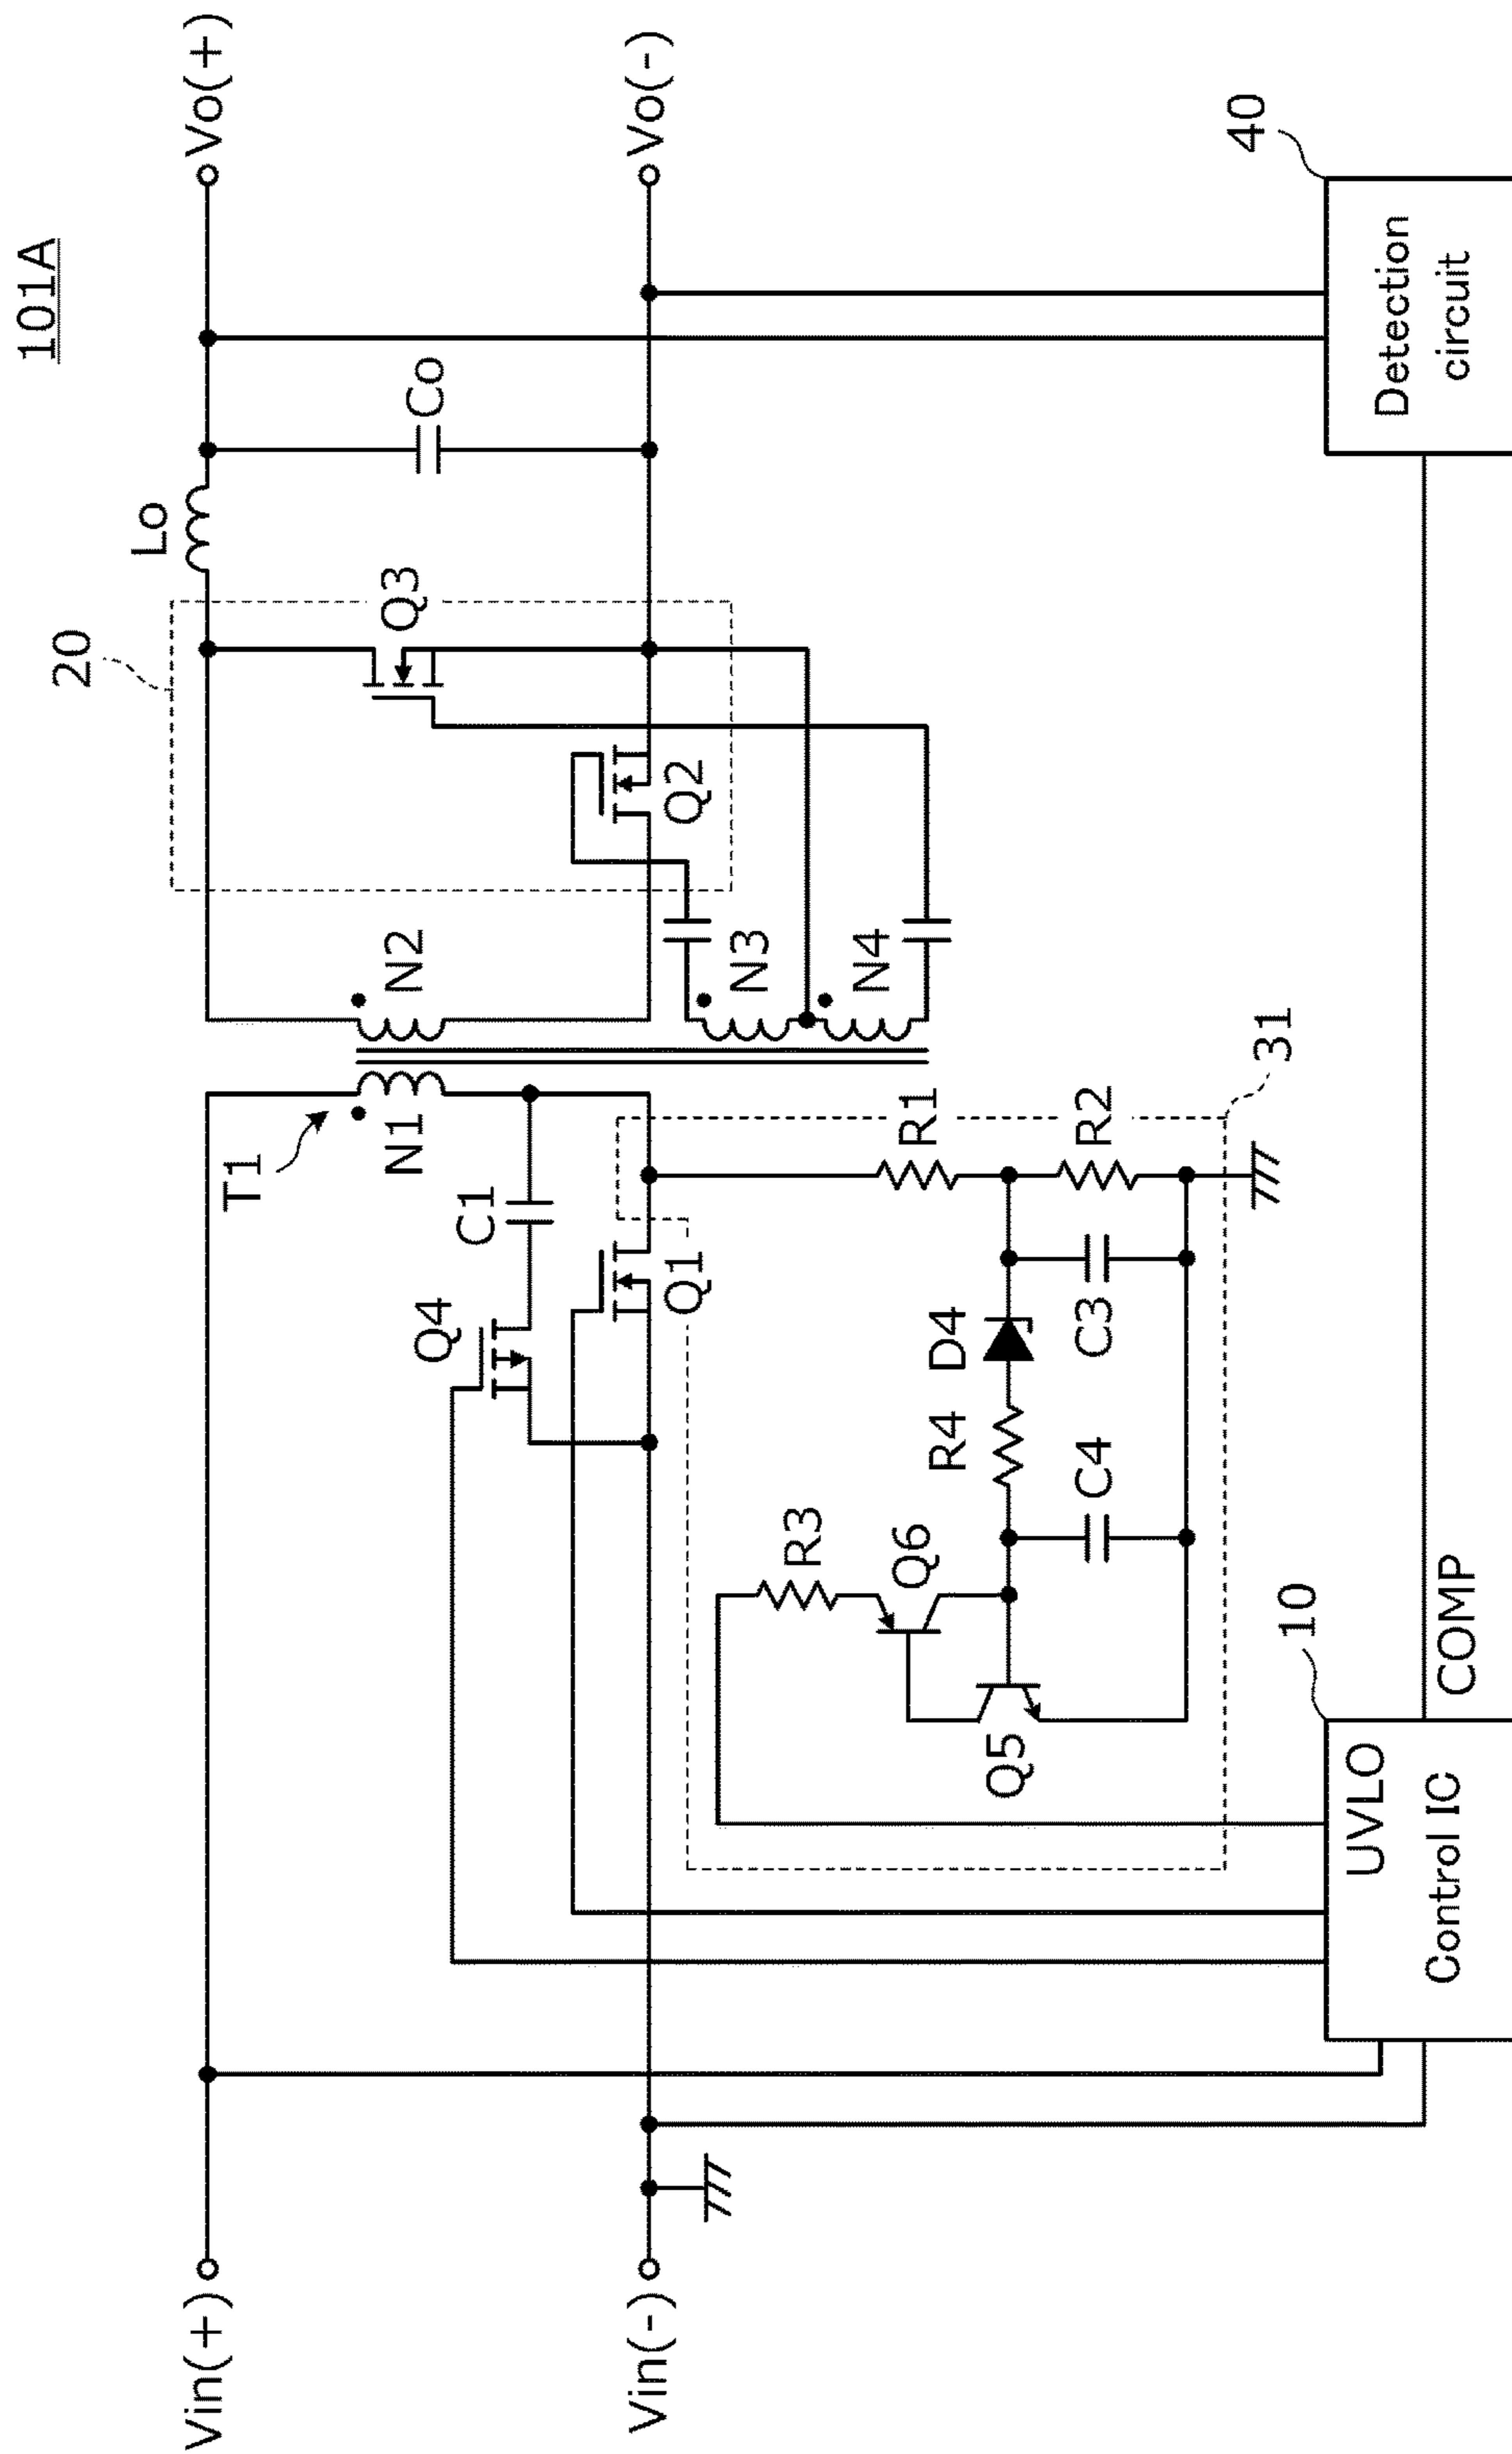 101A
Vin(+)
Vin(-)
Vo(+)
Vo(-)
T1
N1
N2
N3
N4
20
Lo
Co
Q3
Q2
C1
Q4
Q1
31
R1
R2
R3
Q6
R4
D4
C4
C3
Q5
10
UVLO
Control IC
COMP
40
Detection
circuit